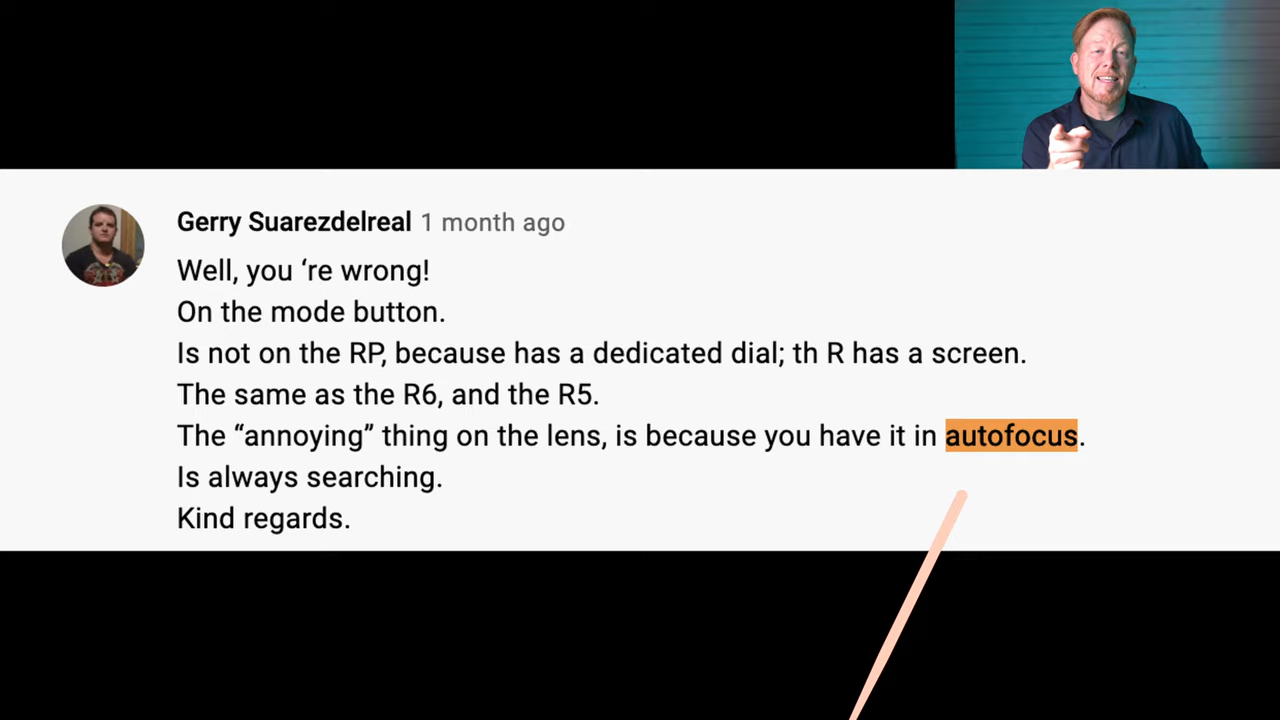 Gerry Suarezdelreal 1 month ago
Well, you ‘re wrong!
On the mode button.
Is not on the RP, because has a dedicated dial; th R has a screen.
The same as the R6, and the R5.
The “annoying” thing on the lens, is because you have it in autofocus.
Is always searching.
Kind regards.